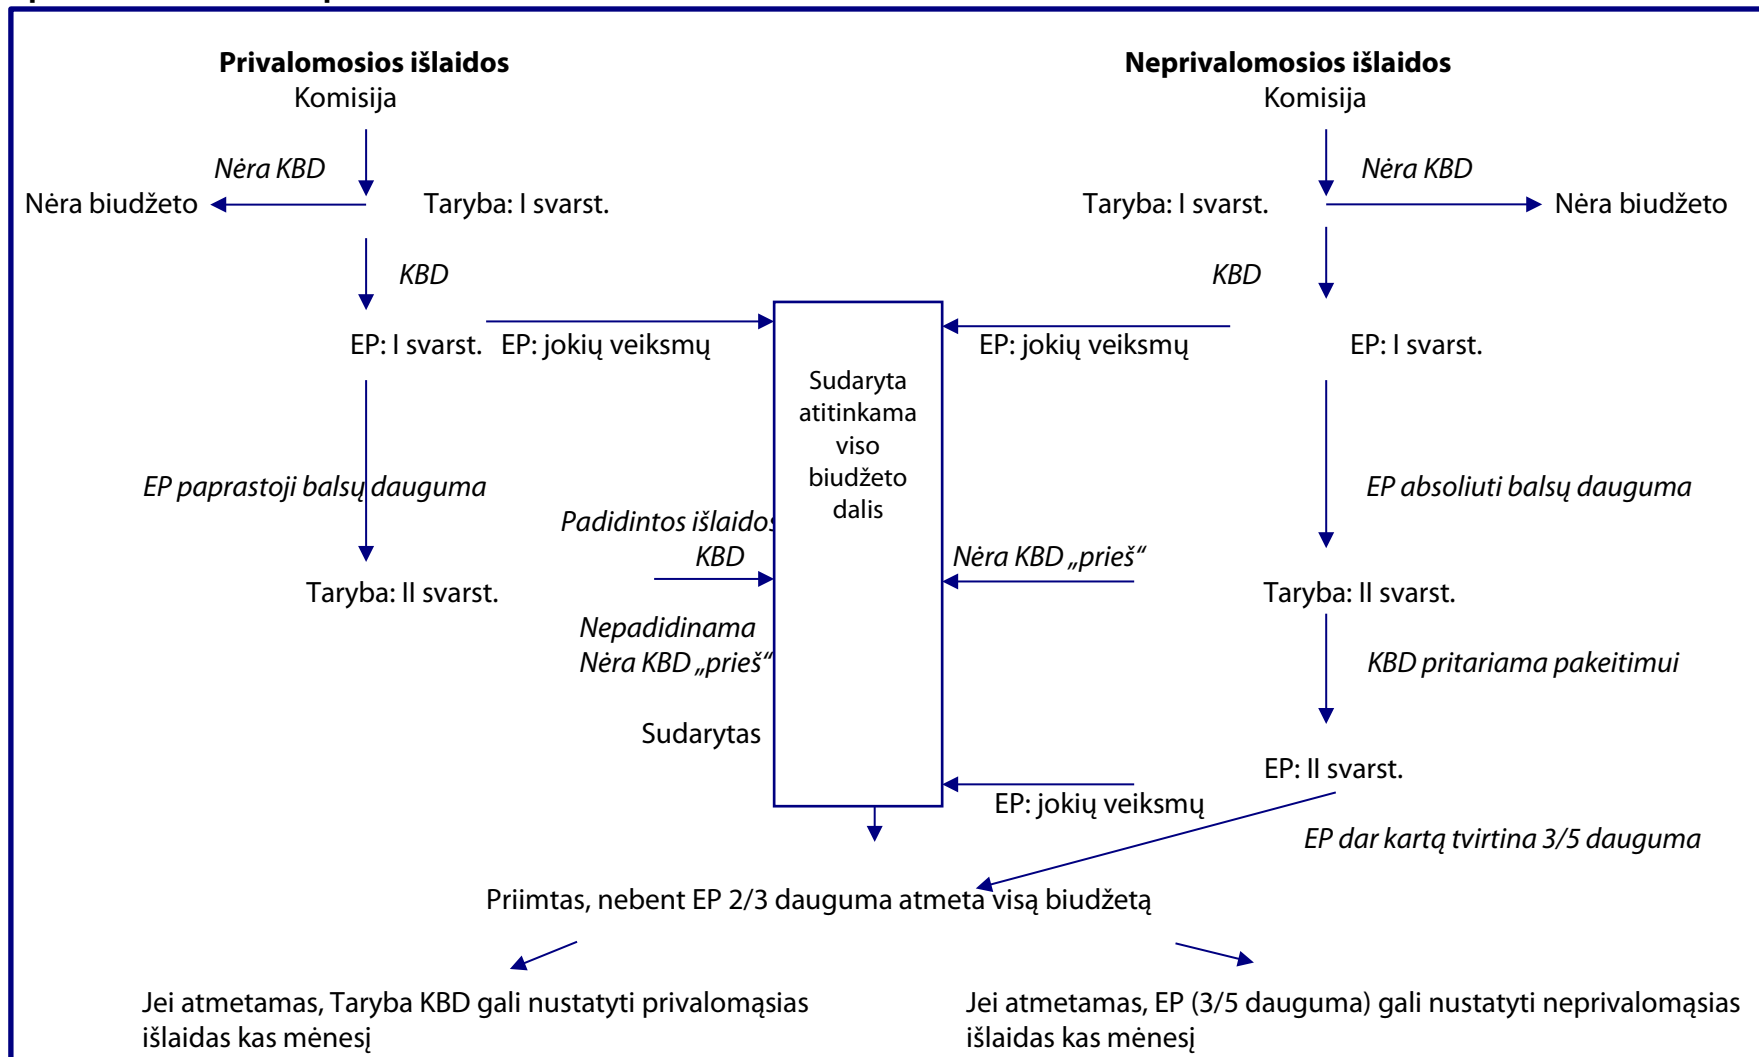 Privalomosios išlaidos
Neprivalomosios išlaidos
Komisija
Komisija
Nėra KBD
Nėra KBD
Nėra biudžeto
Taryba: I svarst.
Taryba: I svarst.
Nėra biudžeto
KBD
KBD
EP: I svarst.
EP: jokių veiksmų
EP: jokių veiksmų
EP: I svarst.
Sudaryta
atitinkama
viso
biudžeto
dalis
EP paprastoji balsų dauguma
EP absoliuti balsų dauguma
Padidintos išlaidos
KBD
Nėra KBD „prieš“
Taryba: II svarst.
Taryba: II svarst.
Nepadidinama
Nėra KBD „prieš“
KBD pritariama pakeitimui
Sudarytas
EP: II svarst.
EP: jokių veiksmų
EP dar kartą tvirtina 3/5 dauguma
Priimtas, nebent EP 2/3 dauguma atmeta visą biudžetą
Jei atmetamas, Taryba KBD gali nustatyti privalomąsias
išlaidas kas mėnesį
Jei atmetamas, EP (3/5 dauguma) gali nustatyti neprivalomąsias
išlaidas kas mėnesį